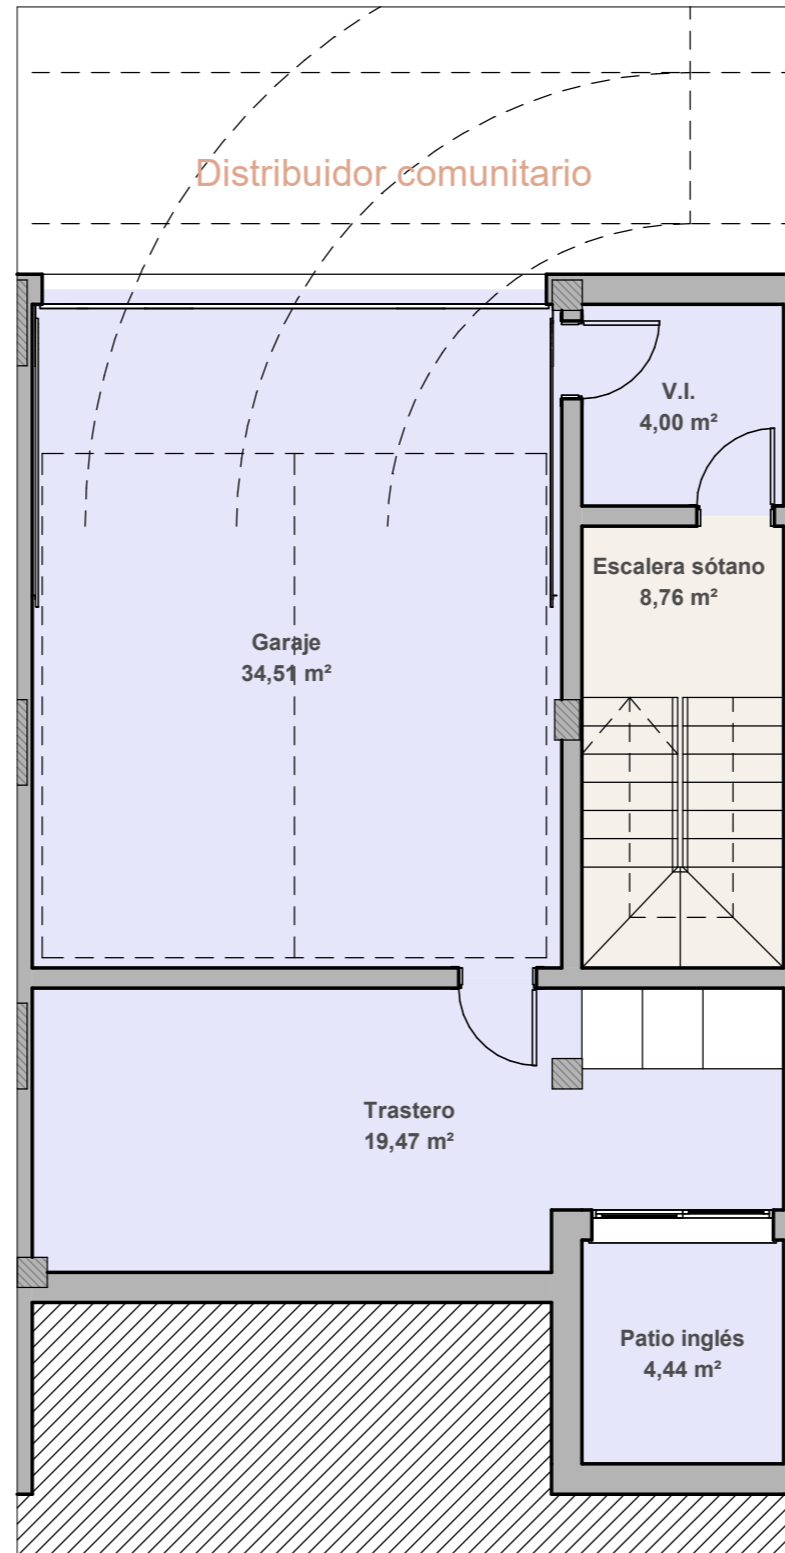 Distribuidor comunitario
V.I.
4,00 m²
Escalera sótano
8,76 m²
Garaje
34,51 m²
Trastero
19,47 m²
Patio inglés
4,44 m²